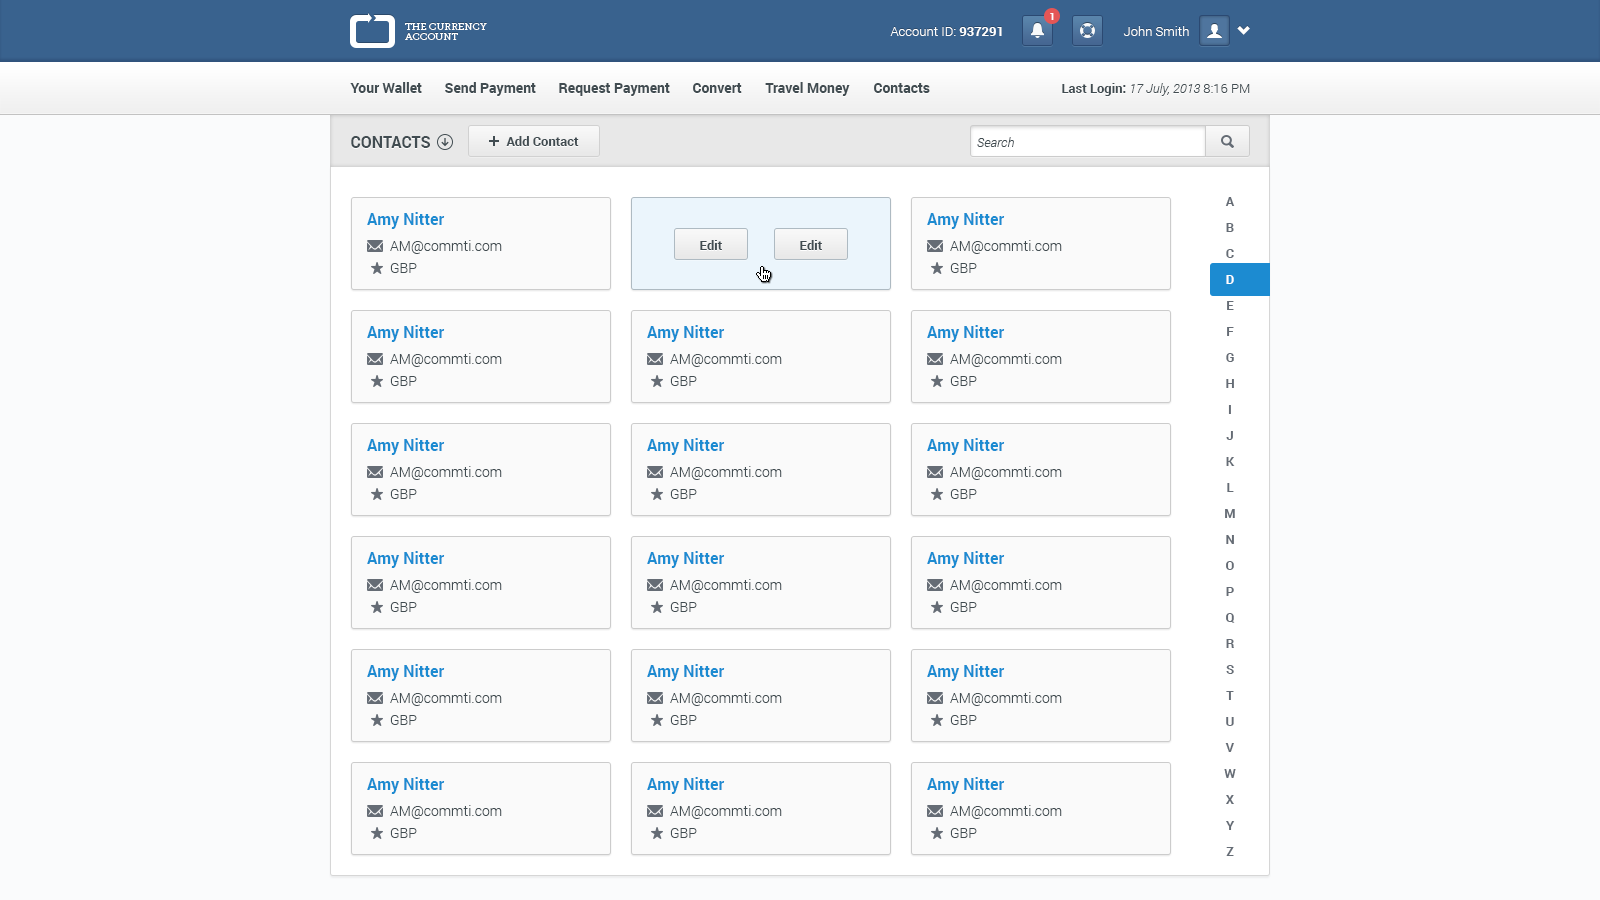 THE CURRENCY
ACCOUNT
Account ID: 937291
1
John Smith
Your Wallet Send Payment Request Payment Convert Travel Money Contacts
Last Login: 17 July, 2013 8:16 PM
CONTACTS
+ Add Contact
Search
Amy Nitter
AM@commti.com
GBP
Edit Edit
Amy Nitter
AM@commti.com
GBP
Amy Nitter
AM@commti.com
GBP
Amy Nitter
AM@commti.com
GBP
Amy Nitter
AM@commti.com
GBP
Amy Nitter
AM@commti.com
GBP
Amy Nitter
AM@commti.com
GBP
Amy Nitter
AM@commti.com
GBP
Amy Nitter
AM@commti.com
GBP
Amy Nitter
AM@commti.com
GBP
Amy Nitter
AM@commti.com
GBP
Amy Nitter
AM@commti.com
GBP
Amy Nitter
AM@commti.com
GBP
Amy Nitter
AM@commti.com
GBP
Amy Nitter
AM@commti.com
GBP
Amy Nitter
AM@commti.com
GBP
Amy Nitter
AM@commti.com
GBP
A
B
C
D
E
F
G
H
I
J
K
L
M
N
O
P
Q
R
S
T
U
V
W
X
Y
Z